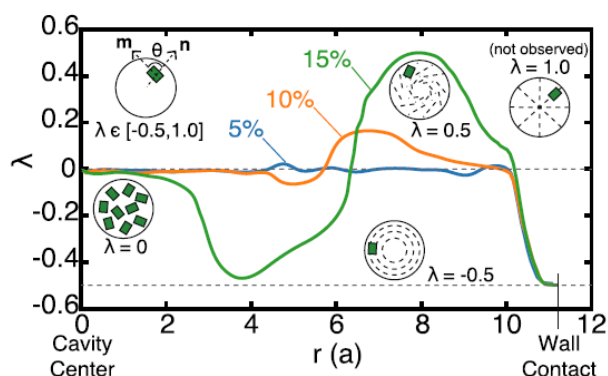 0.6
0.4
0.2
0
-0.2
-0.4
-0.6
λ
m θ n
λ ϵ [-0.5,1.0]
5%
10%
15%
λ = 0.5
(not observed)
λ = 1.0
λ = 0
λ = -0.5
0 2 4 6 8 10 12
Cavity
Center
r (a)
Wall
Contact